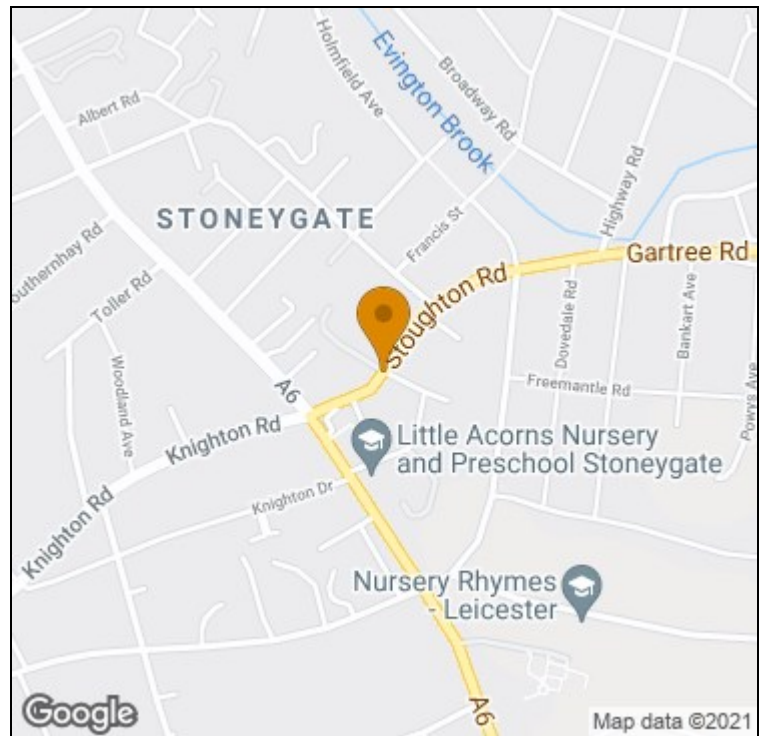 Holmfield Ave
Evington Brook
Broadway Rd
Albert Rd
Highway Rd
STONEYGATE
Francis St
Southernhay Rd
Gartree Rd
Toller Rd
Stoughton Rd
Dovedale Rd
Bankart Ave
Woodland Ave
A6
Freemantle Rd
Powys Ave
Knighton Rd
Little Acorns Nursery
and Preschool Stoneygate
Knighton Dr
Knighton Rd
Nursery Rhymes
- Leicester
A6
Google
Map data ©2021